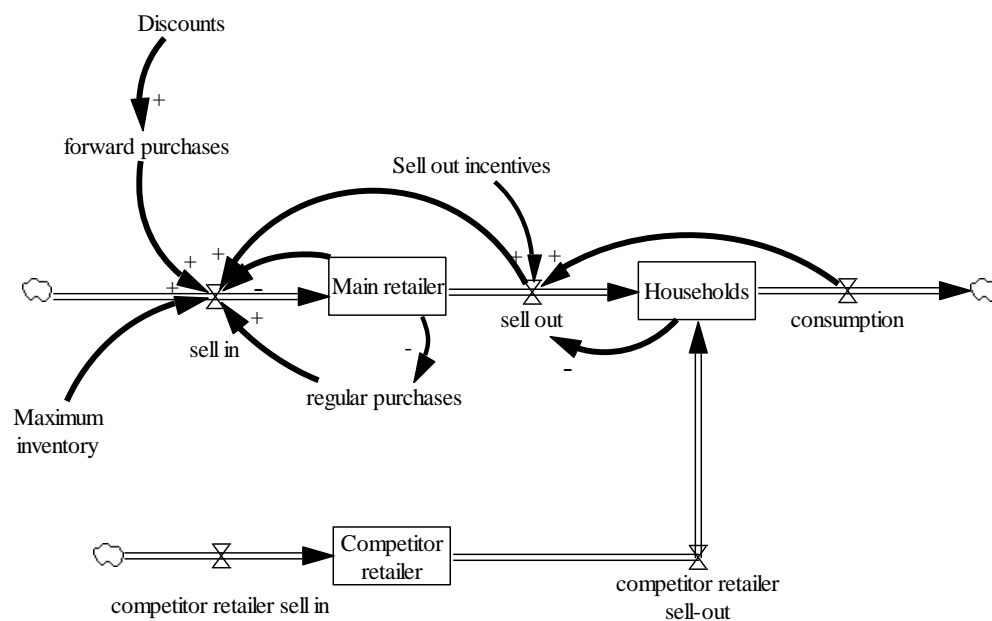 Discounts
+
forward purchases
Sell out incentives
+
+
+
+
+
-
Main retailer
Households
+
sell out
consumption
sell in
-
-
regular purchases
Maximum
inventory
Competitor
retailer
competitor retailer sell in
competitor retailer
sell-out